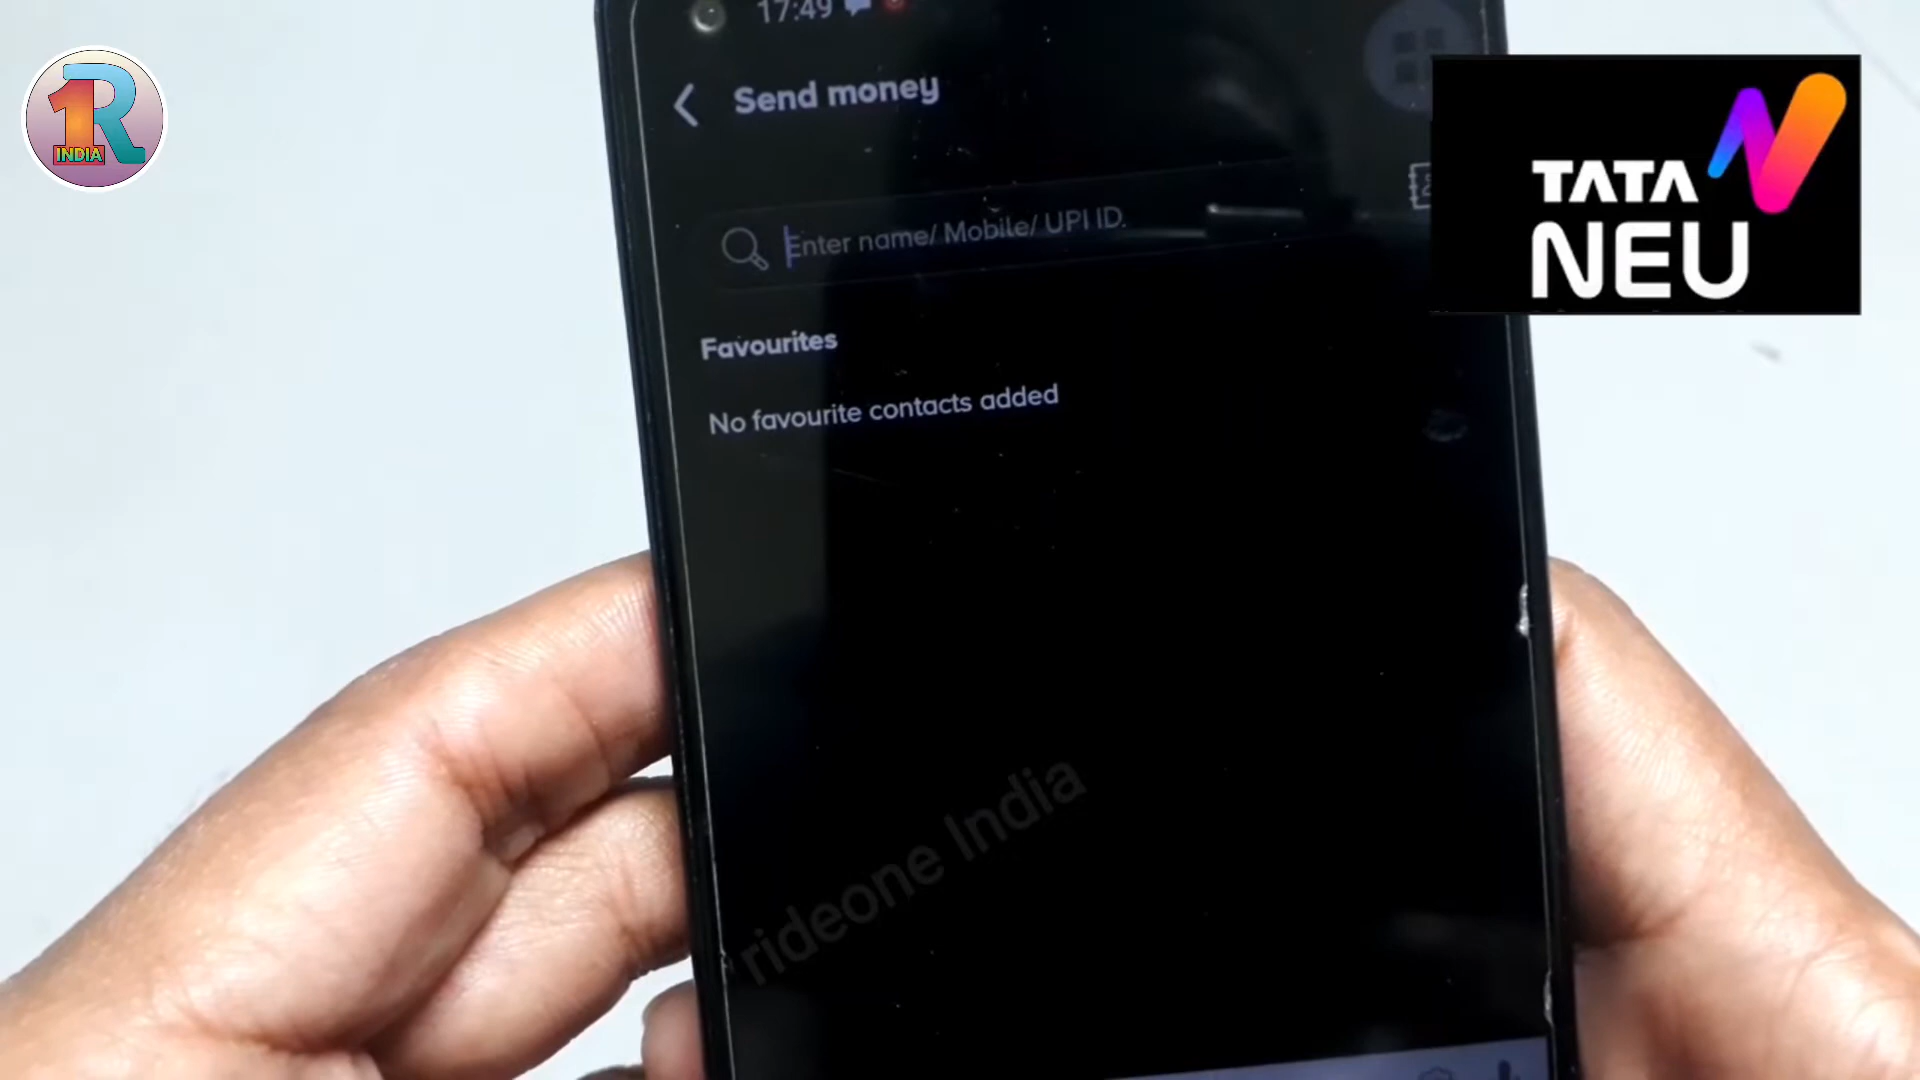 17:49
Send money
Enter name/ Mobile/ UPI ID.
Favourites
No favourite contacts added
1R
INDIA
TATA
NEU
rideone India